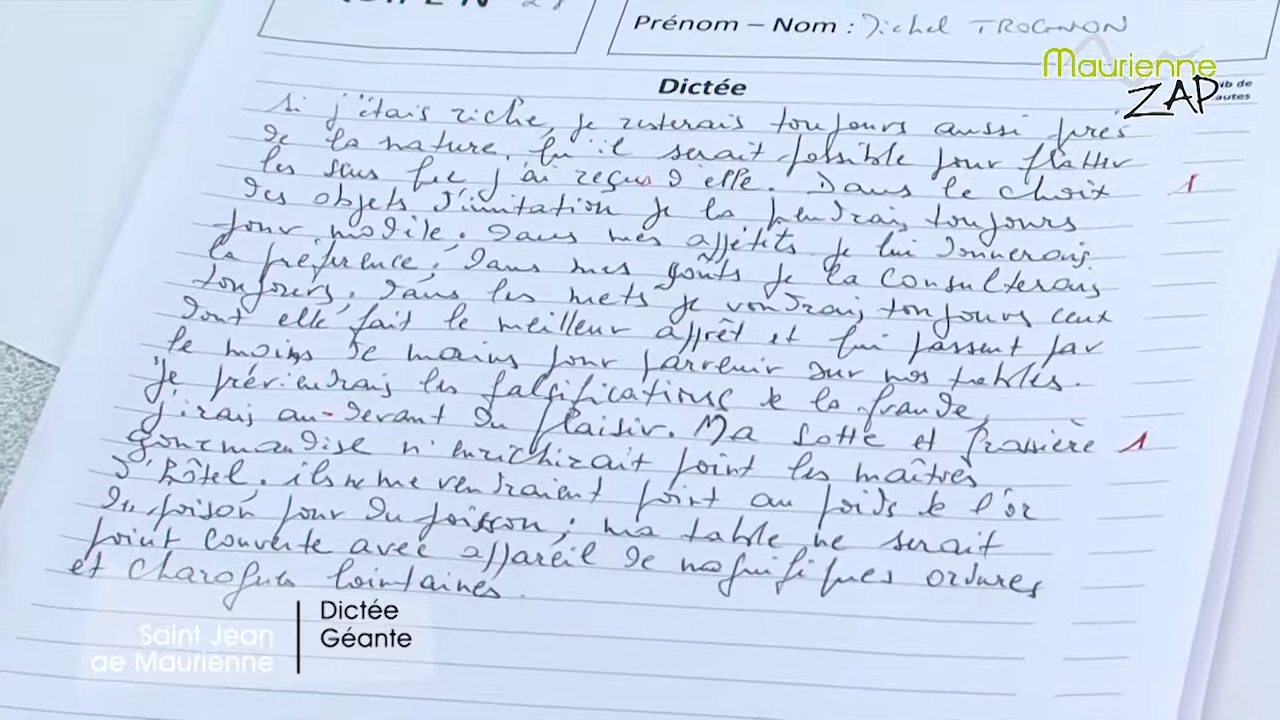 Prénom – Nom : Michel TROGNON
Maurienne
ZAP
Nb de
fautes
Dictée
Si j'étais riche, je resterais toujours aussi près
de la nature, qu'il serait possible pour flatter
les sens que j'ai reçus d'elle. Dans le choix
1
des objets d'imitation je la prendrais toujours
pour modèle. Dans mes appétits je lui donnerais
la préférence ; dans mes goûts je la consulterais
toujours. Dans les mets je voudrais toujours ceux
dont elle fait le meilleur apprêt et qui passent par
le moins de mains pour parvenir sur nos tables.
Je préviendrais les falsifications de la fraude,
j'irais au-devant du plaisir. Ma sotte et grassière
1
gourmandise n'enrichirait point les maîtres
d'hôtel. ils ne me vendraient point au poids de l'or
du poison pour du poisson ; ma table ne serait
point couverte avec appareil de magnifiques ordures
et charognes lointaines.
Saint Jean
de Maurienne
Dictée
Géante